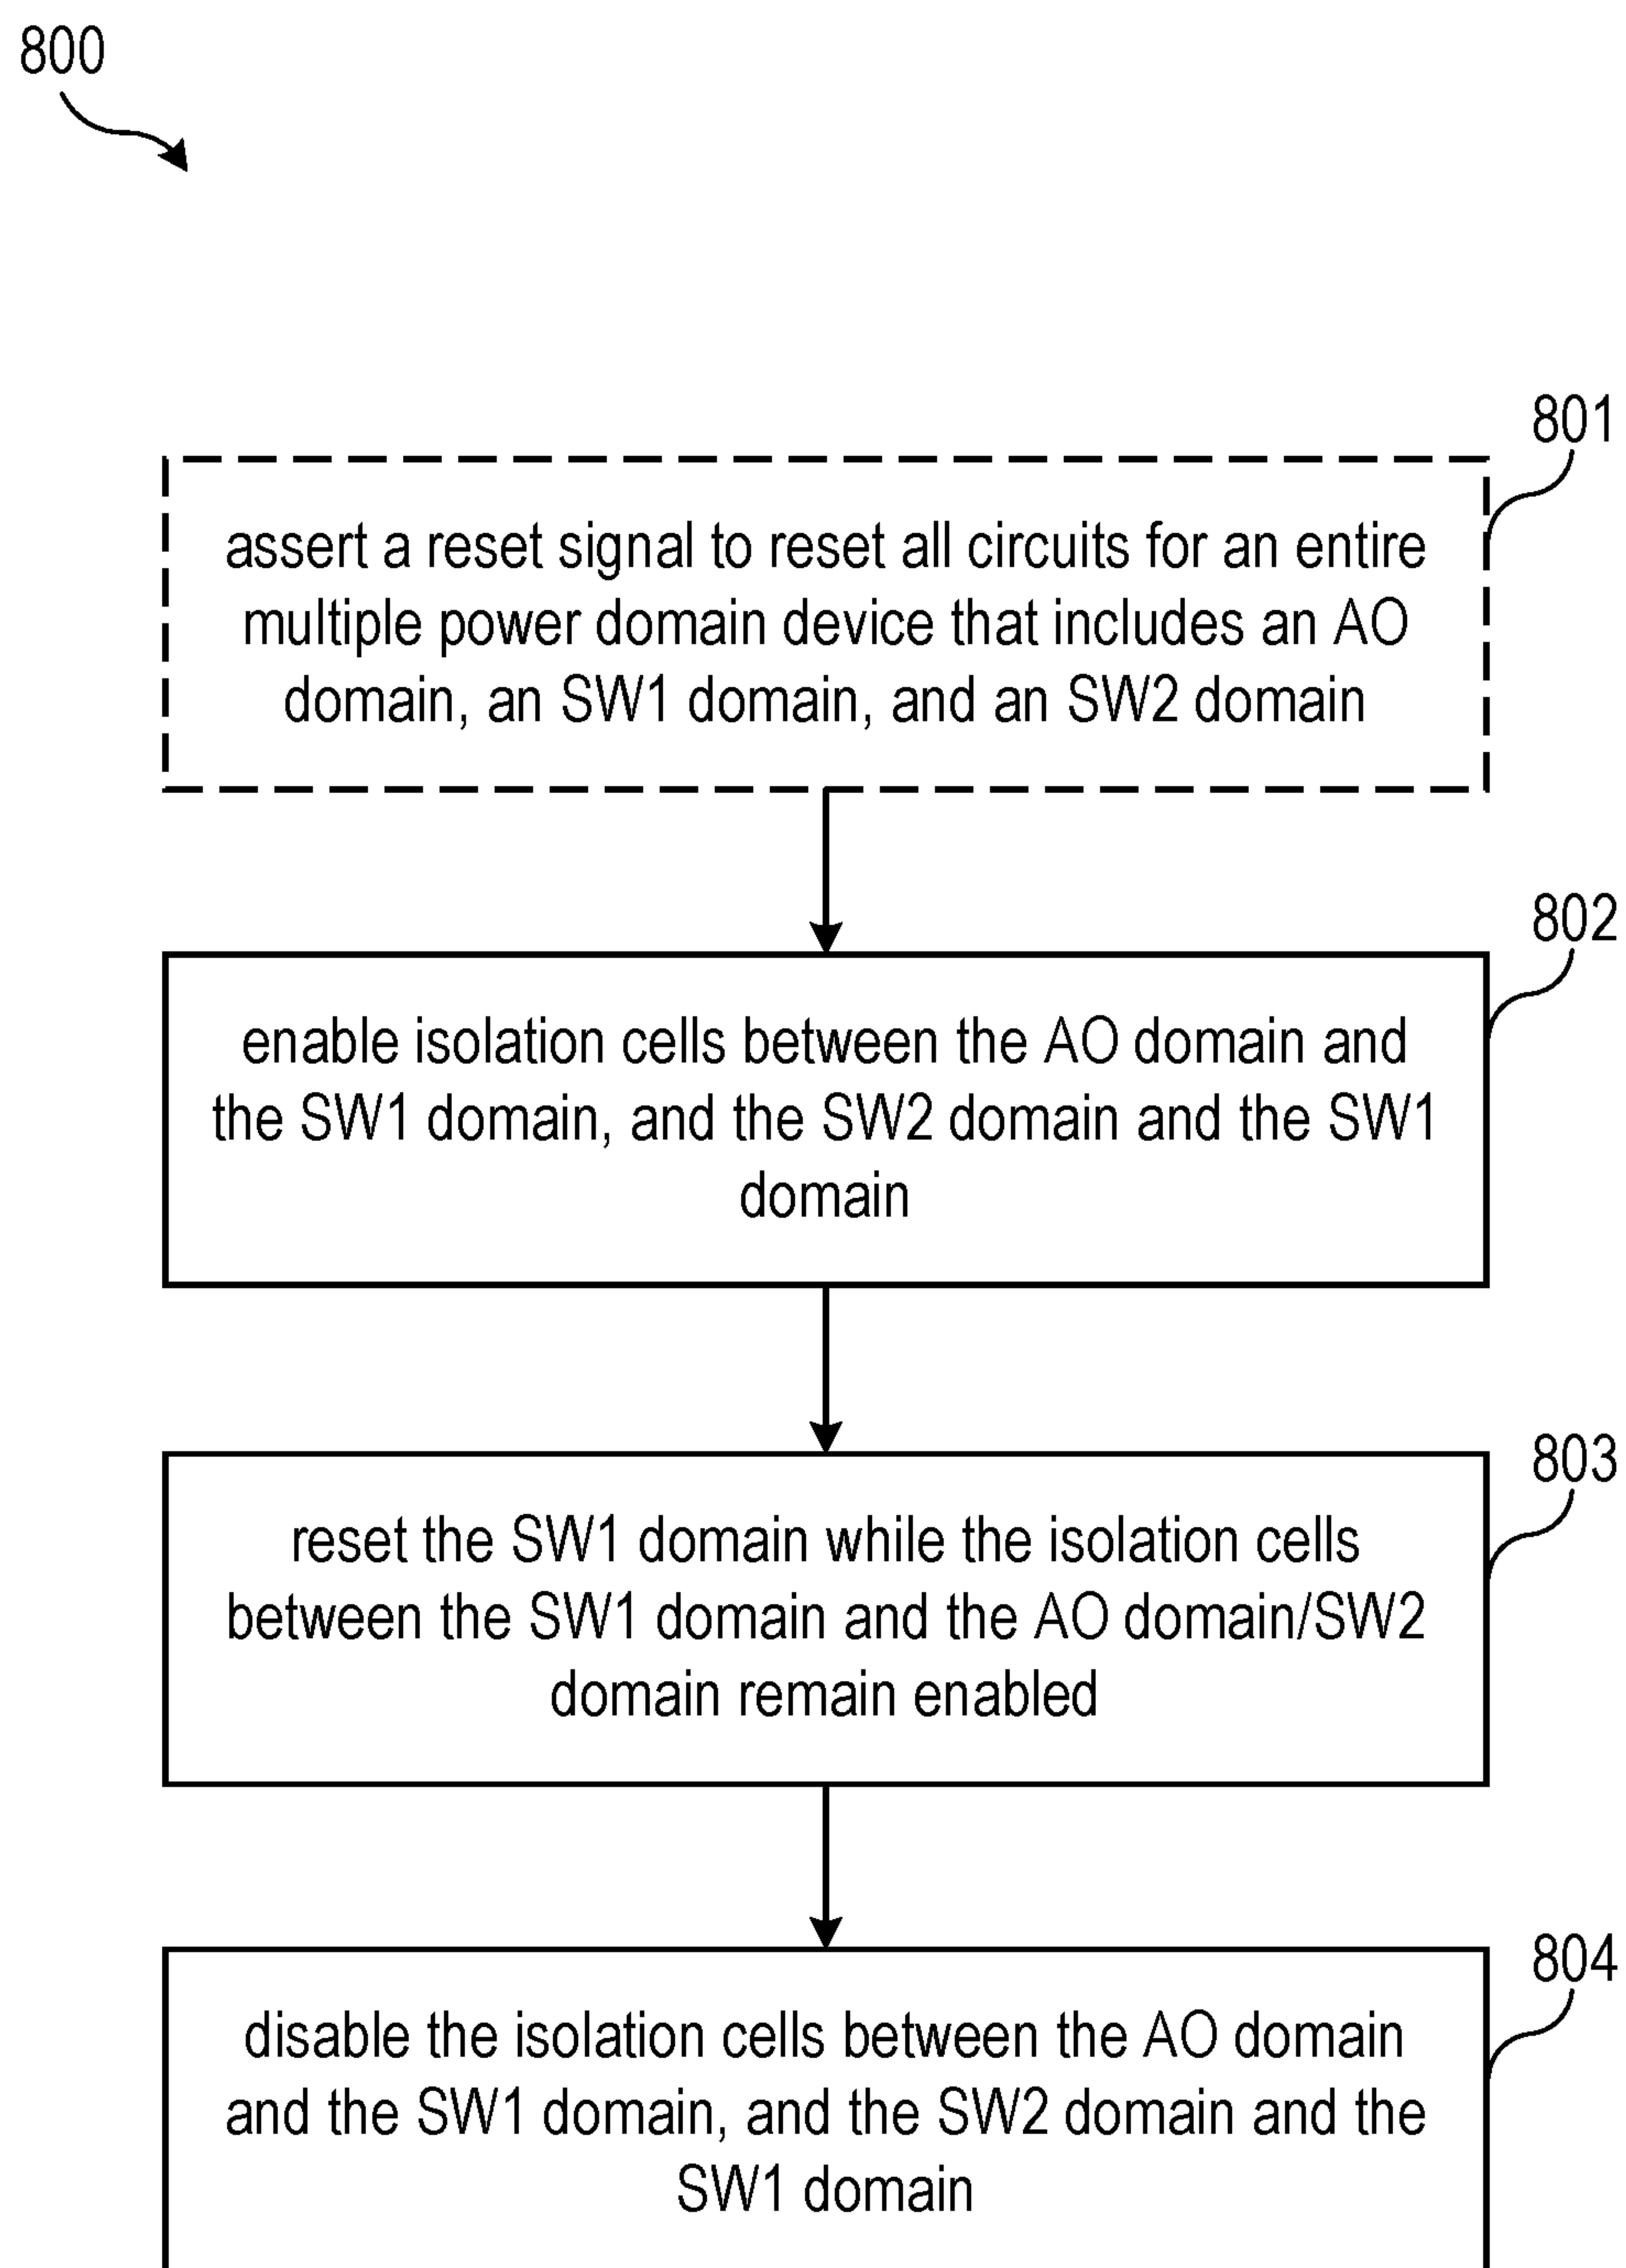 800
801
assert a reset signal to reset all circuits for an entire
multiple power domain device that includes an AO
domain, an SW1 domain, and an SW2 domain
802
enable isolation cells between the AO domain and
the SW1 domain, and the SW2 domain and the SW1
domain
803
reset the SW1 domain while the isolation cells
between the SW1 domain and the AO domain/SW2
domain remain enabled
804
disable the isolation cells between the AO domain
and the SW1 domain, and the SW2 domain and the
SW1 domain